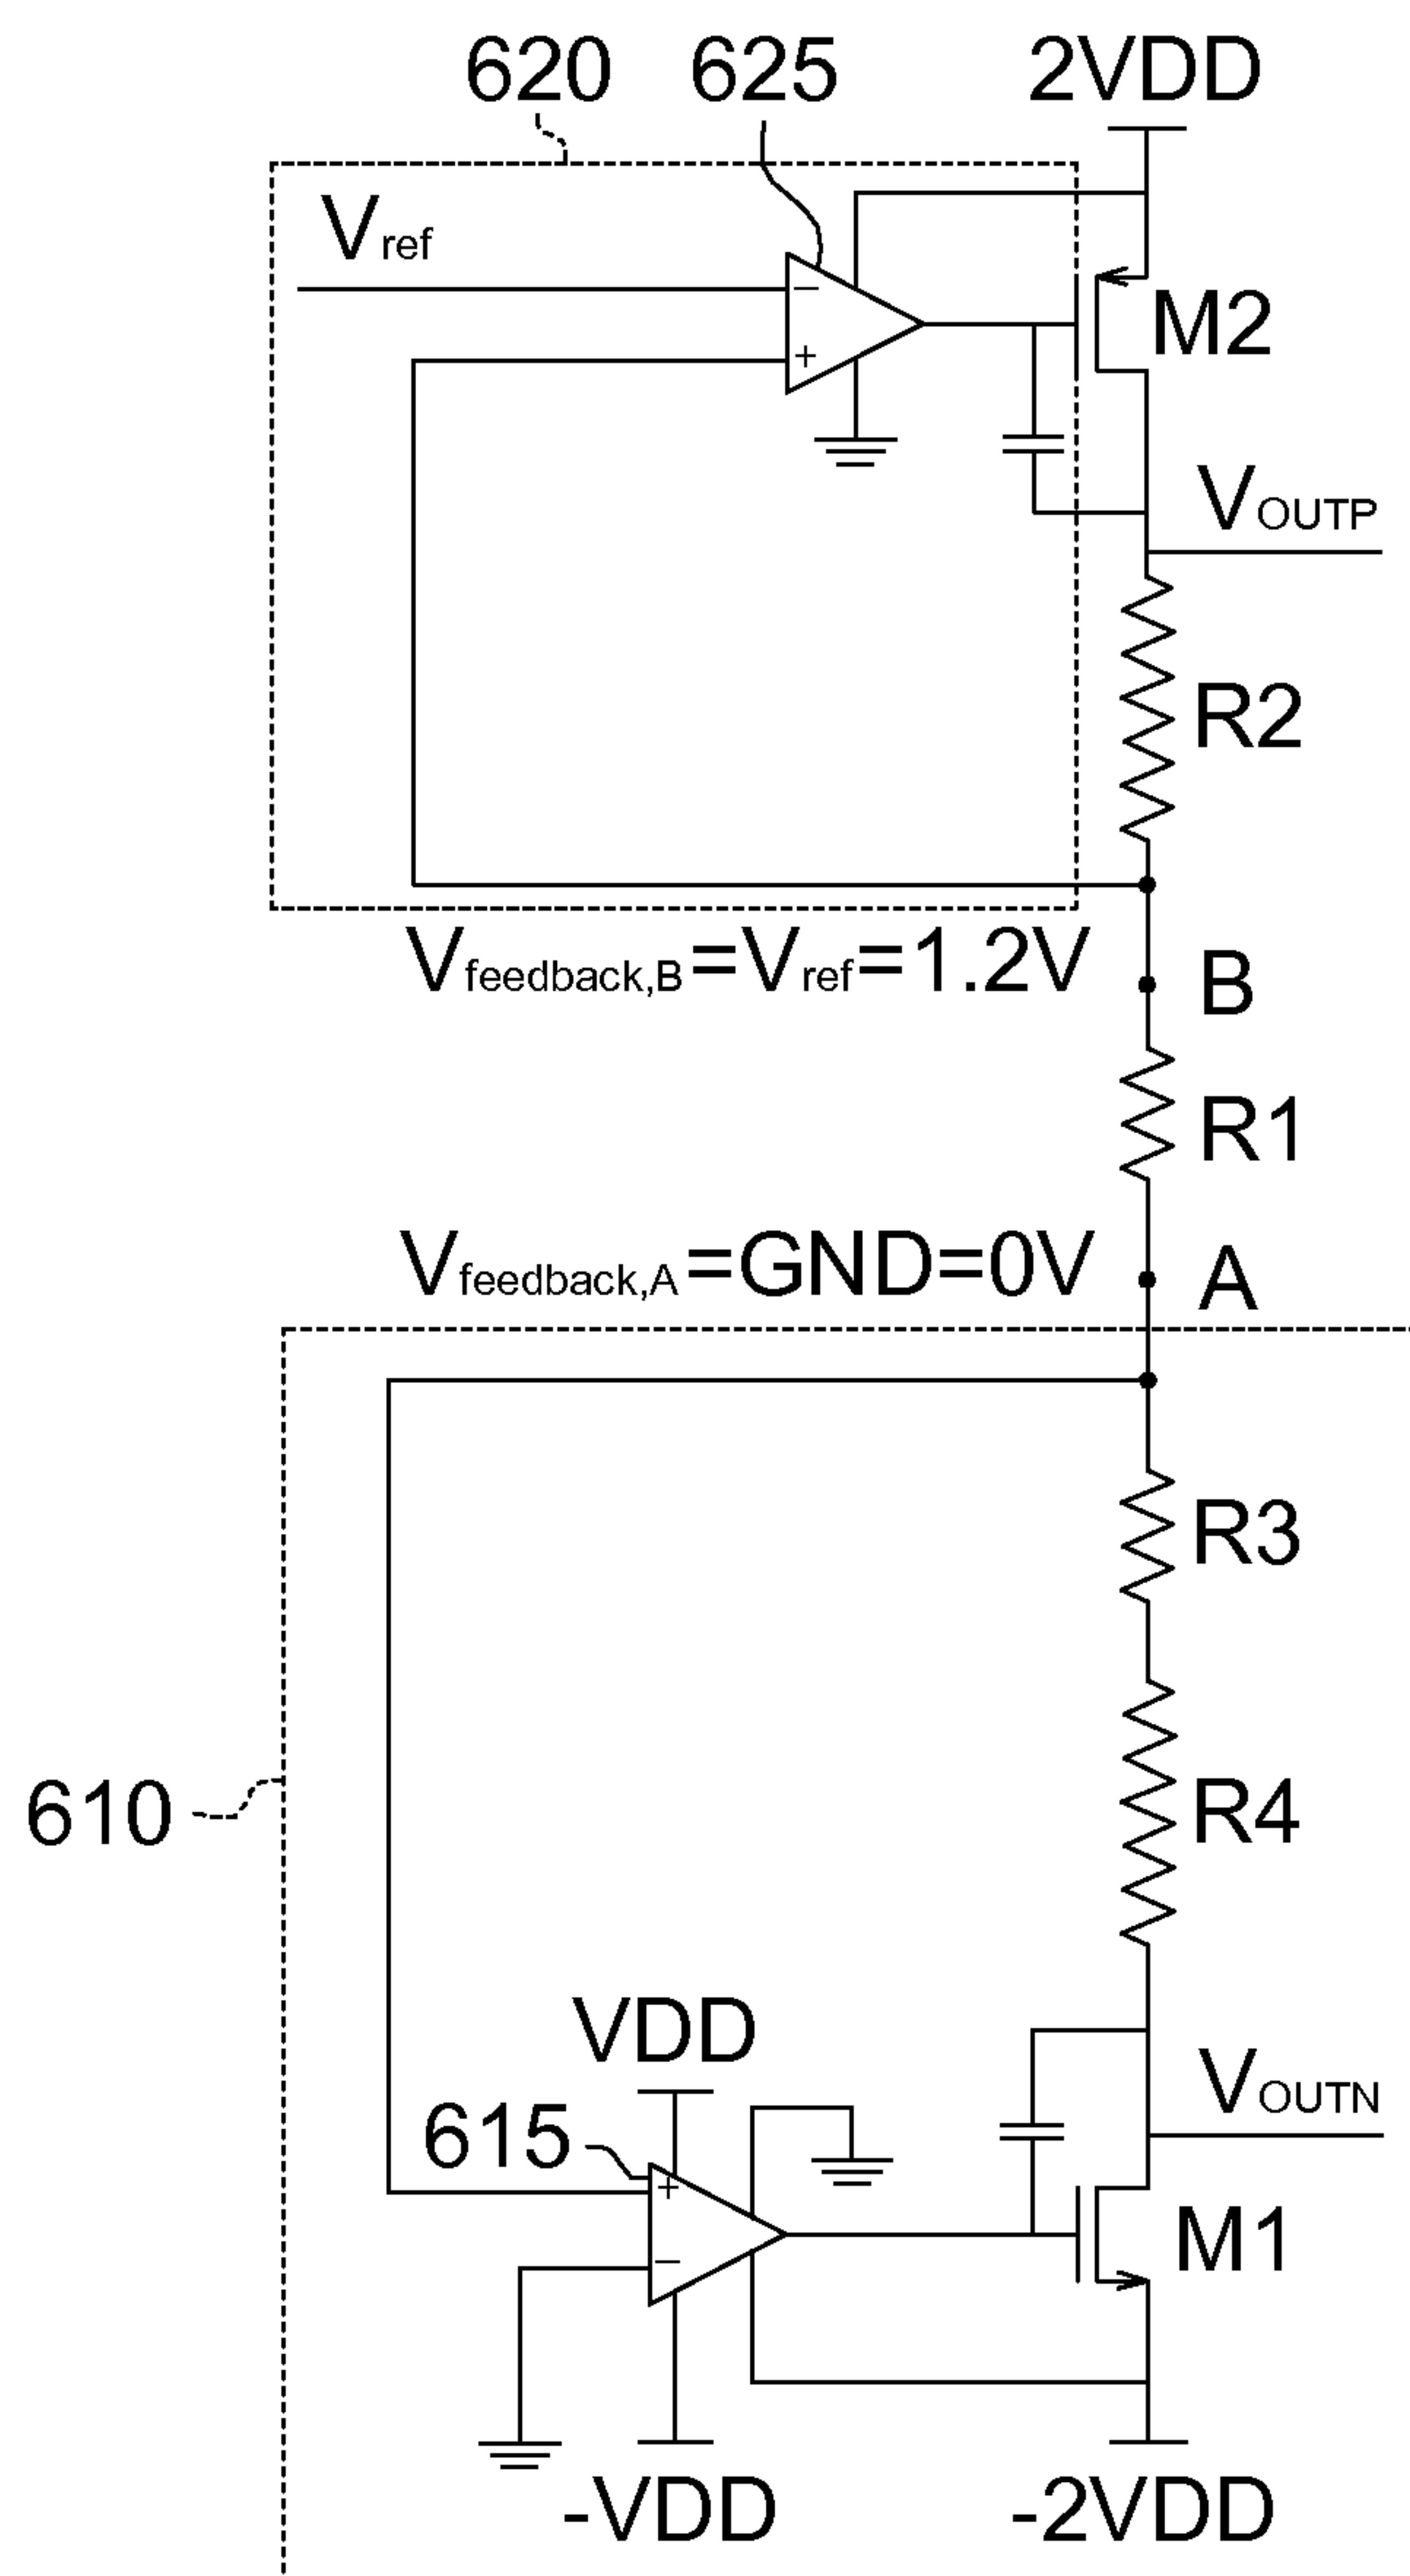 620 625 2VDD
Vref
−
+
M2
VOUTP
R2
Vfeedback,B=Vref=1.2V
B
R1
Vfeedback,A=GND=0V
A
R3
R4
610
VDD
VOUTN
615
+
−
M1
-VDD
-2VDD